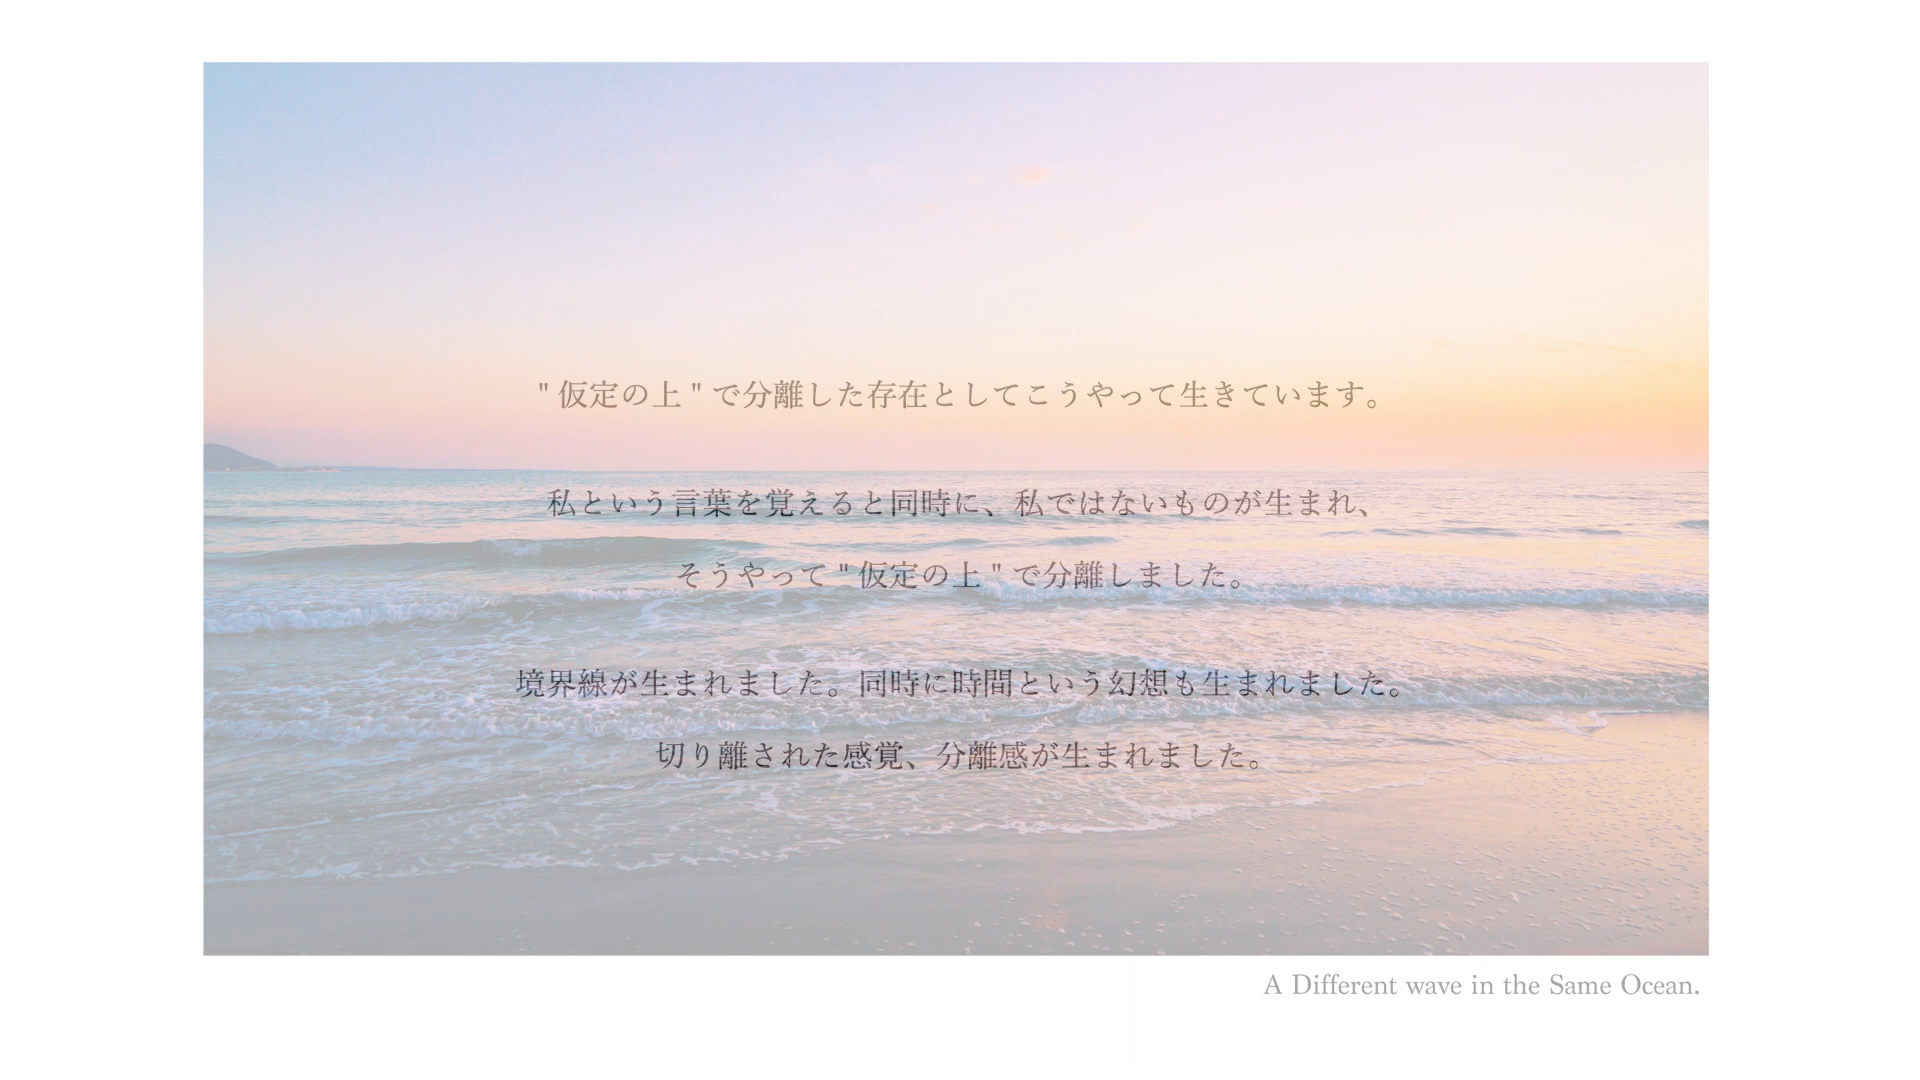 "仮定の上"で分離した存在としてこうやって生きています。
私という言葉を覚えると同時に、私ではないものが生まれ、
そうやって"仮定の上"で分離しました。
境界線が生まれました。同時に時間という幻想も生まれました。
切り離された感覚、分離感が生まれました。
A Different wave in the Same Ocean.